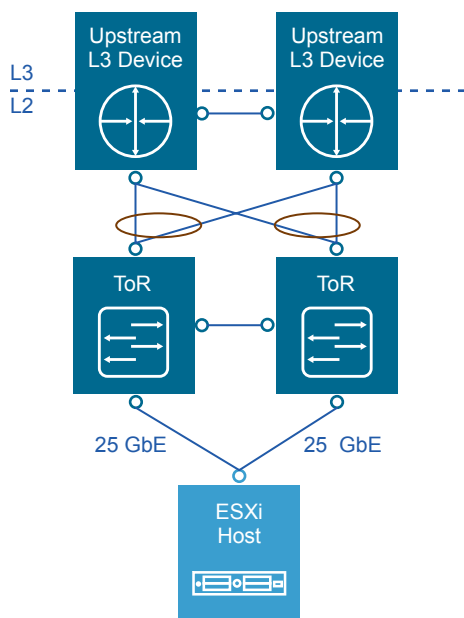 Upstream
L3 Device
Upstream
L3 Device
L3
L2
ToR
ToR
25 GbE
25 GbE
ESXi
Host